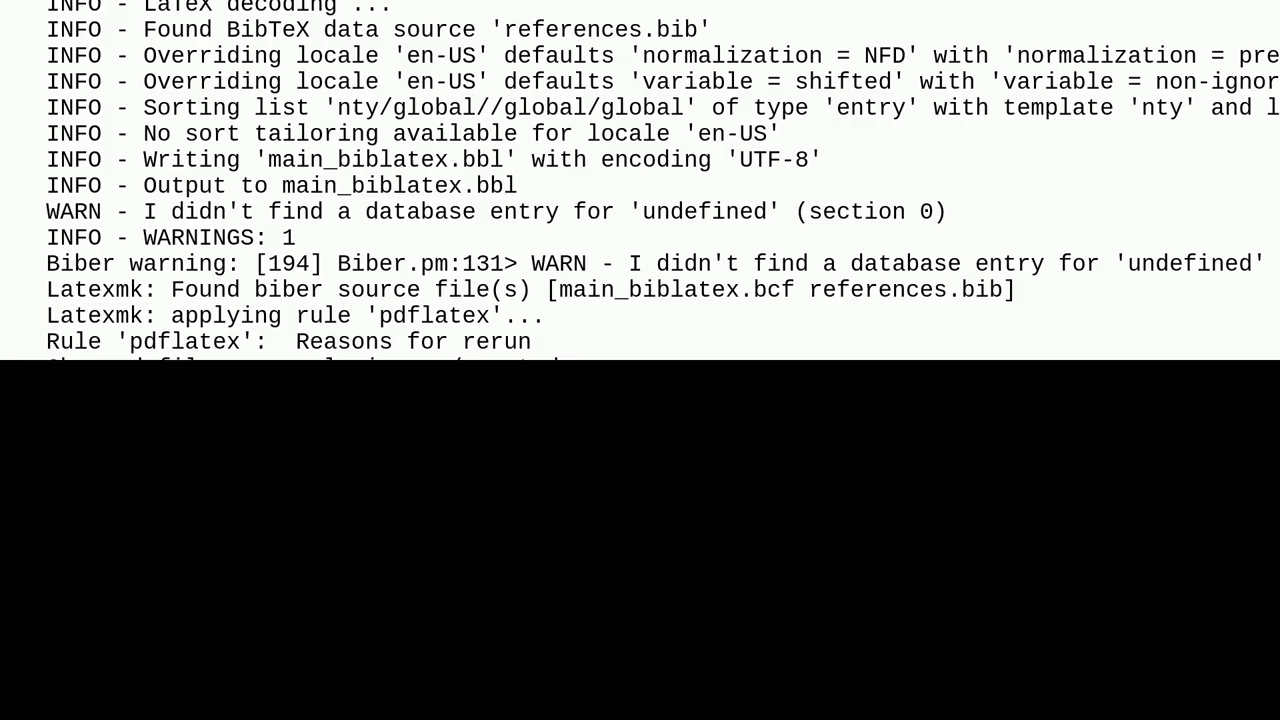 INFO - LaTeX decoding ...
INFO - Found BibTeX data source 'references.bib'
INFO - Overriding locale 'en-US' defaults 'normalization = NFD' with 'normalization = pre
INFO - Overriding locale 'en-US' defaults 'variable = shifted' with 'variable = non-ignor
INFO - Sorting list 'nty/global//global/global' of type 'entry' with template 'nty' and l
INFO - No sort tailoring available for locale 'en-US'
INFO - Writing 'main_biblatex.bbl' with encoding 'UTF-8'
INFO - Output to main_biblatex.bbl
WARN - I didn't find a database entry for 'undefined' (section 0)
INFO - WARNINGS: 1
Biber warning: [194] Biber.pm:131> WARN - I didn't find a database entry for 'undefined'
Latexmk: Found biber source file(s) [main_biblatex.bcf references.bib]
Latexmk: applying rule 'pdflatex'...
Rule 'pdflatex':  Reasons for rerun